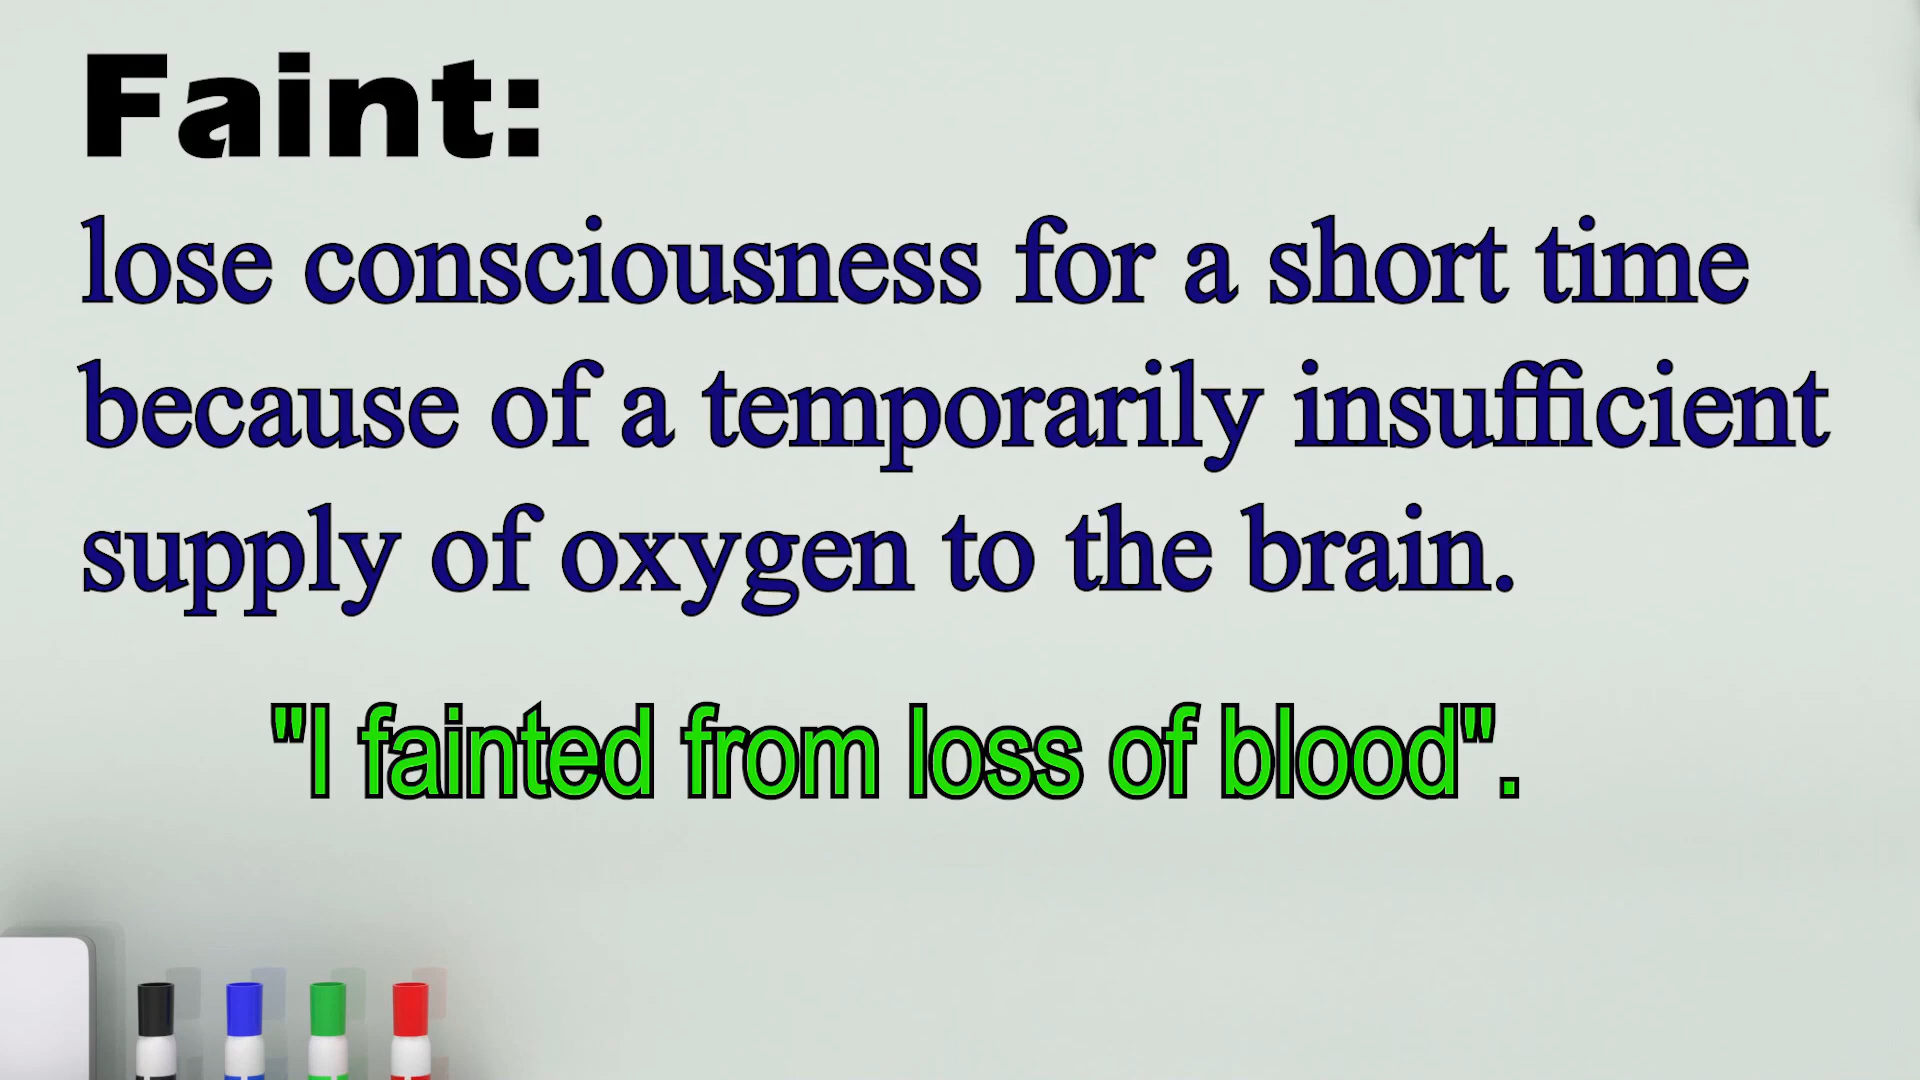 Faint:
lose consciousness for a short time
because of a temporarily insufficient
supply of oxygen to the brain.
"I fainted from loss of blood".